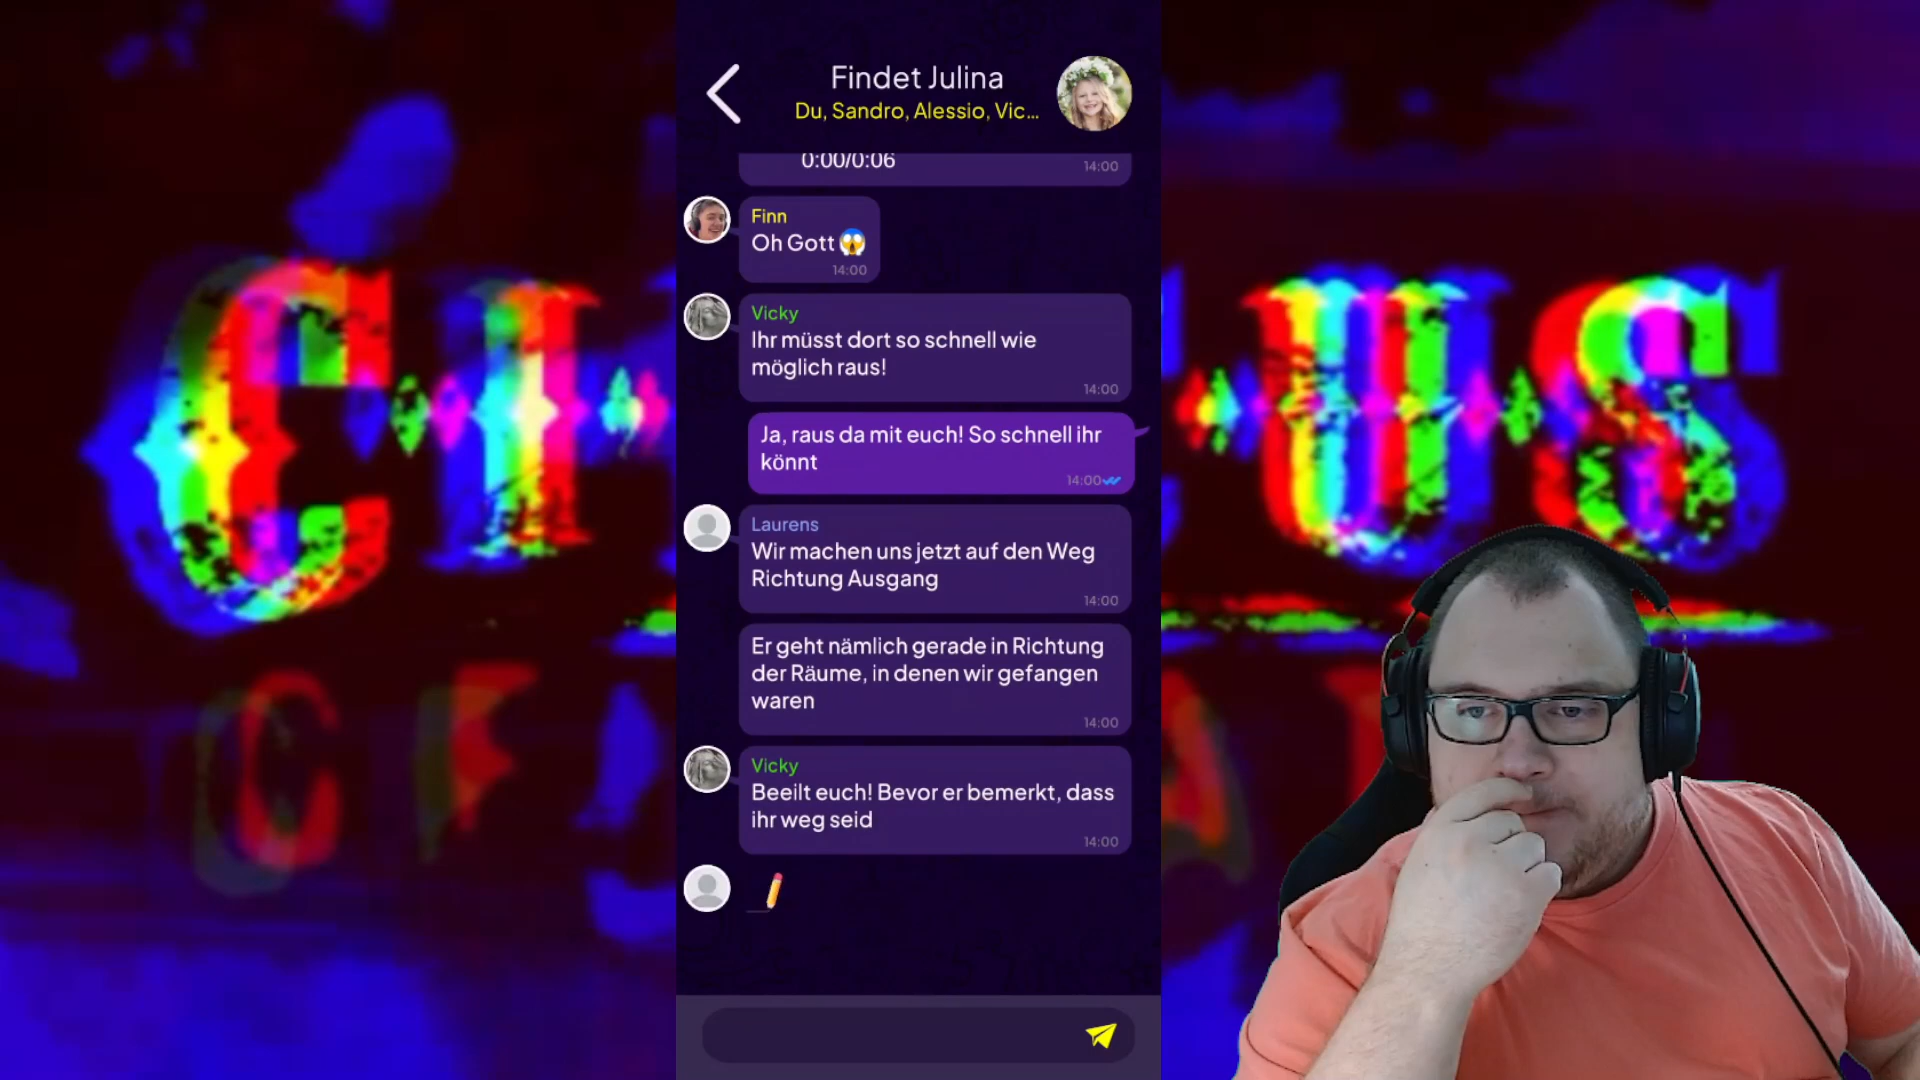 Findet Julina
Du, Sandro, Alessio, Vic...
0:00/0:06
14:00
Finn
Oh Gott 😱
14:00
Vicky
Ihr müsst dort so schnell wie
möglich raus!
14:00
Ja, raus da mit euch! So schnell ihr
könnt
14:00
Laurens
Wir machen uns jetzt auf den Weg
Richtung Ausgang
14:00
Er geht nämlich gerade in Richtung
der Räume, in denen wir gefangen
waren
14:00
Vicky
Beeilt euch! Bevor er bemerkt, dass
ihr weg seid
14:00